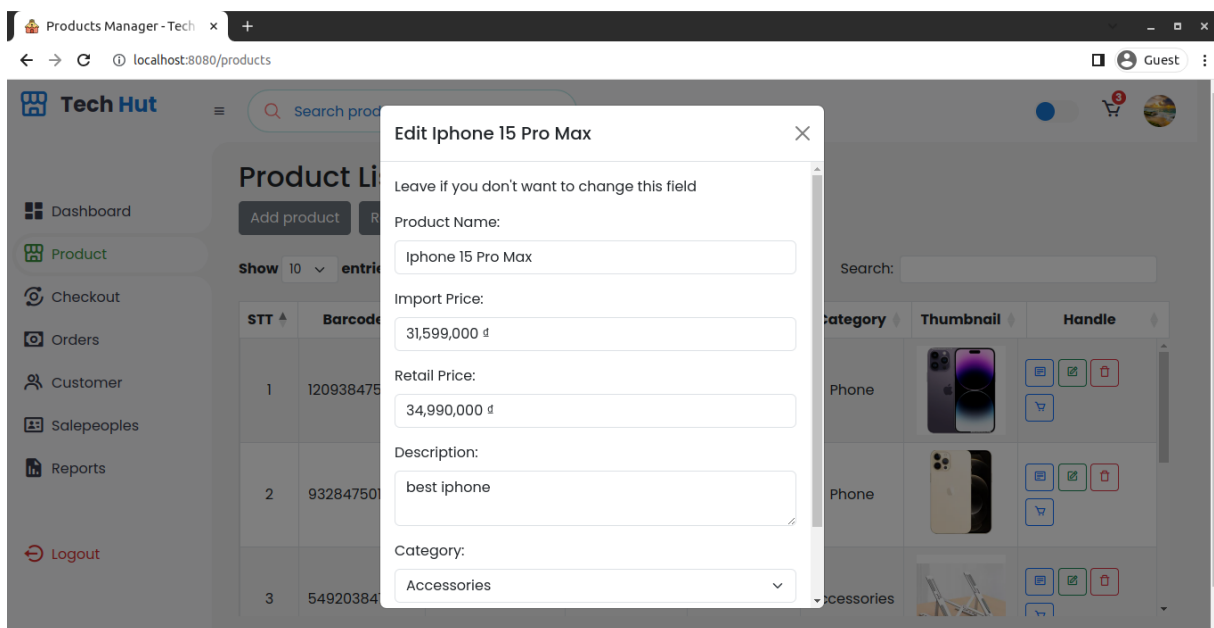 Products Manager - Tech
localhost:8080/products
Guest
Tech Hut
Search prod
3
Edit Iphone 15 Pro Max
Leave if you don't want to change this field
Product Name:
Iphone 15 Pro Max
Import Price:
31,599,000 ₫
Retail Price:
34,990,000 ₫
Description:
best iphone
Category:
Accessories
Dashboard
Product
Checkout
Orders
Customer
Salepeoples
Reports
Logout
Product Li
Add product R
Show 10 entrie
Search:
STT Barcode Category Thumbnail Handle
1 120938475 Phone
2 932847501 Phone
3 54920384 ccessories